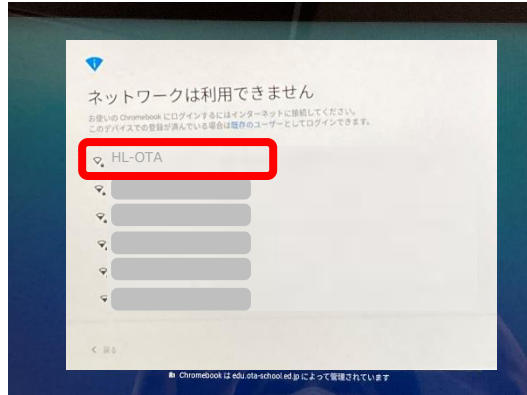 ネットワークは利用できません
お使いの Chromebook にログインするにはインターネットに接続してください。
このデバイスでの登録が済んでいる場合は既存のユーザーとしてログインできます。
HL-OTA
< 戻る
Chromebook は edu.ota-school.ed.jp によって管理されています